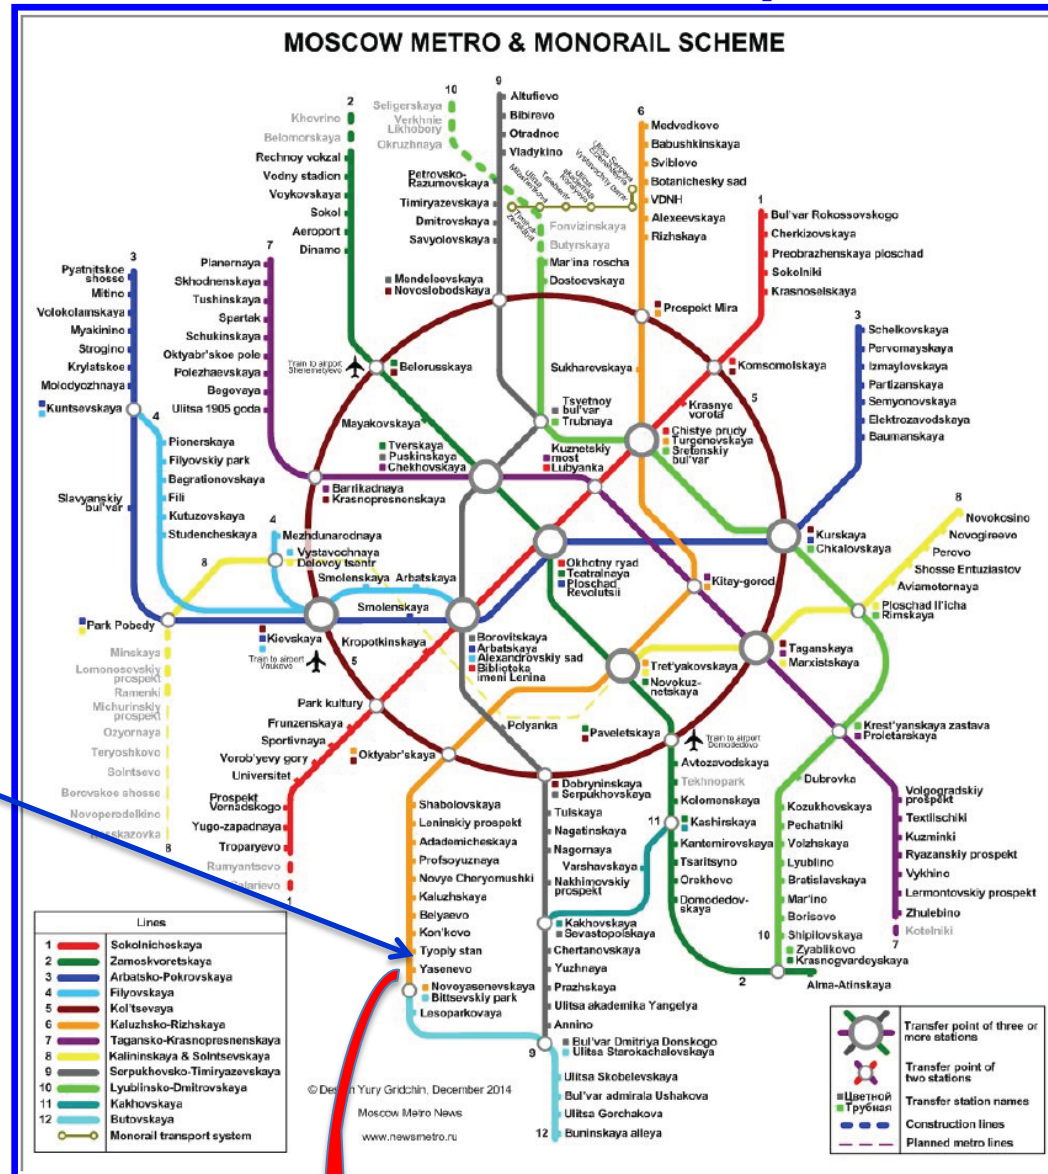 MOSCOW METRO & MONORAIL SCHEME
2
Khovrino
Belomorskaya
Rechnoy vokzal
Vodny stadion
Voykovskaya
Sokol
Aeroport
Dinamo
10
Seligerskaya
Verkhnie
Likhobory
Okruzhnaya
9
Altufievo
Bibirevo
Otradnoe
Vladykino
Petrovsko-
Razumovskaya
Timiryazevskaya
Dmitrovskaya
Savyolovskaya
Mendeleevskaya
Novoslobodskaya
Fonvizinskaya
Butyrskaya
Mar'ina roscha
Dostoevskaya
6
Medvedkovo
Babushkinskaya
Sviblovo
Botanichesky sad
VDNH
Alexeevskaya
Rizhskaya
Prospekt Mira
Sukharevskaya
1
Bul'var Rokossovskogo
Cherkizovskaya
Preobrazhenskaya ploschad
Sokolniki
Krasnoselskaya
Komsomolskaya
Krasnye
vorota
3
Schelkovskaya
Pervomayskaya
Izmaylovskaya
Partizanskaya
Semyonovskaya
Elektrozavodskaya
Baumanskaya
3
Pyatnitskoe
shosse
Mitino
Volokolamskaya
Myakinino
Strogino
Krylatskoe
Molodyozhnaya
Kuntsevskaya
4
Pionerskaya
Filyovskiy park
Bagrationovskaya
Fili
Kutuzovskaya
Studencheskaya
Slavyanskiy
bul'var
7
Planernaya
Skhodnenskaya
Tushinskaya
Spartak
Schukinskaya
Oktyabr'skoe pole
Polezhaevskaya
Begovaya
Ulitsa 1905 goda
Train to airport
Sheremetyevo
Belorusskaya
Mayakovskaya
Tverskaya
Puskinskaya
Chekhovskaya
Barrikadnaya
Krasnopresnenskaya
Tsvetnoy
bul'var
Trubnaya
Kuznetskiy
most
Lubyanka
Chistye prudy
Turgenevskaya
Sretenskiy
bul'var
5
Kurskaya
Chkalovskaya
8
Novokosino
Novogireevo
Perovo
Shosse Entuziastov
Aviamotornaya
Ploschad Il'icha
Rimskaya
4
Mezhdunarodnaya
Vystavochnaya
Delovoy tsentr
8
Smolenskaya
Arbatskaya
Smolenskaya
Okhotny ryad
Teatralnaya
Ploschad
Revolutsii
Kitay-gorod
Park Pobedy
Kievskaya
Train to airport
Vnukovo
Kropotkinskaya
5
Borovitskaya
Arbatskaya
Alexandrovskiy sad
Biblioteka
imeni Lenina
Taganskaya
Marxistskaya
Tret'yakovskaya
Novokuz-
netskaya
Polyanka
Paveletskaya
Train to airport
Domodedovo
Krest'yanskaya zastava
Proletarskaya
Minskaya
Lomonosovskiy
prospekt
Ramenki
Michurinskiy
prospekt
Ozyornaya
Teryoshkovo
Solntsevo
Borovskoe shosse
Novoperedelkino
8
Park kultury
Frunzenskaya
Sportivnaya
Vorob'yevy gory
Universitet
Prospekt
Vernadskogo
Yugo-zapadnaya
Troparyevo
Rumyantsevo
Salarievo
1
Oktyabr'skaya
Shabolovskaya
Leninskiy prospekt
Ademicheskaya
Profsoyuznaya
Novye Cheryomushki
Kaluzhskaya
Belyaevo
Kon'kovo
Tyoply stan
Yasenevo
Novoyasenevskaya
Bittsevskiy park
Lesoparkovaya
Dobryninskaya
Serpukhovskaya
Tulskaya
Nagatinskaya
Nagornaya
Varshavskaya
Nakhimovskiy
prospekt
Kakhovskaya
Sevastopolskaya
Chertanovskaya
Yuzhnaya
Prazhskaya
Ulitsa akademika Yangelya
Annino
9
Bul'var Dmitriya Donskogo
Ulitsa Starokachalovskaya
Ulitsa Skobelevskaya
Bul'var admirala Ushakova
Ulitsa Gorchakova
12
Buninskaya alleya
Avtozavodskaya
Tekhnopark
Kolomenskaya
11
Kashirskaya
Kantemirovskaya
Tsaritsyno
Orekhovo
Domodedov-
skaya
2
Dubrovka
Kozukhovskaya
Pechatniki
Volzhskaya
Lyublino
Bratislavskaya
Mar'ino
Borisovo
Shipilovskaya
10
Zyablikovo
Krasnogvardeyskaya
Alma-Atinskaya
Volgogradskiy
prospekt
Textilschiki
Kuzminki
Ryazanskiy prospekt
Vykhino
Lermontovskiy prospekt
Zhulebino
Kotelniki
7
Lines
1 Sokolnicheskaya
2 Zamoskvoretskaya
3 Arbatsko-Pokrovskaya
4 Filyovskaya
5 Kol'tsevaya
6 Kaluzhsko-Rizhskaya
7 Tagansko-Krasnopresnenskaya
8 Kalininskaya & Solntsevskaya
9 Serpukhovsko-Timiryazevskaya
10 Lyublinsko-Dmitrovskaya
11 Kakhovskaya
12 Butovskaya
Monorail transport system
Yury Gridchin, December 2014
Moscow Metro News
www.newsmetro.ru
Transfer point of three or
more stations
Transfer point of
two stations
Цветной
Трубная
Transfer station names
Construction lines
Planned metro lines